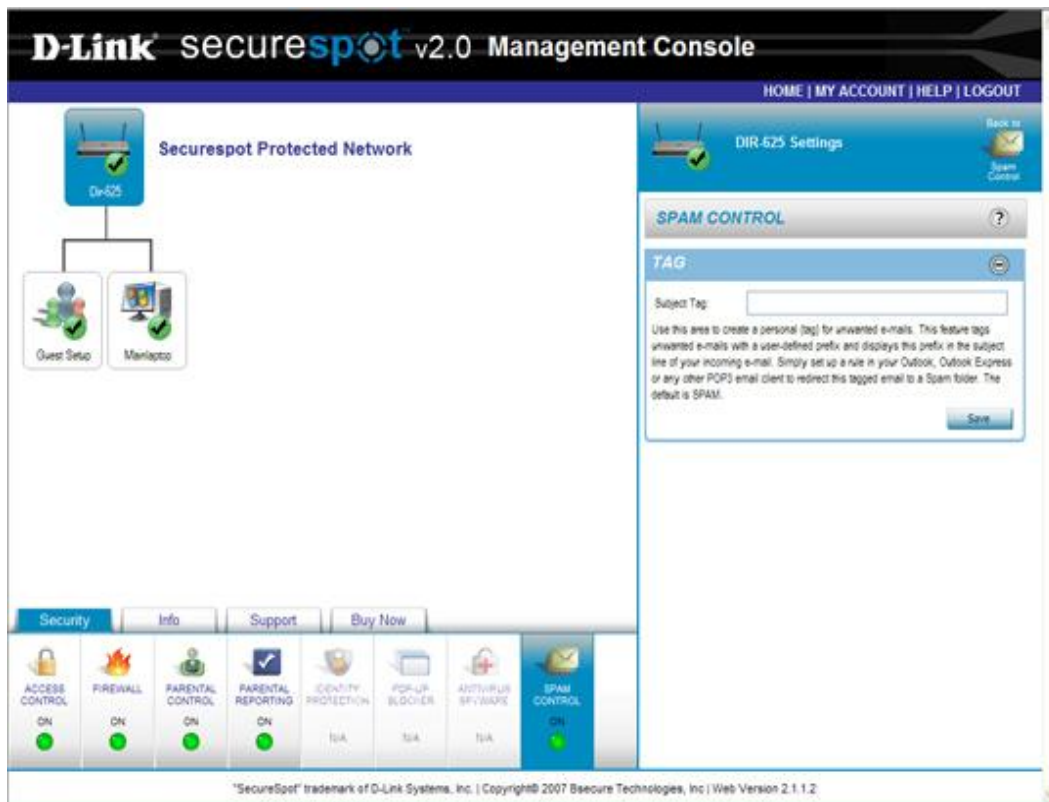 D-Link securespot v2.0 Management Console
HOME | MY ACCOUNT | HELP | LOGOUT
Dir-625
Securespot Protected Network
Guest Setup
Mainlaptop
DIR-625 Settings
Back to
Spam
Control
SPAM CONTROL
?
TAG
Subject Tag:
Use this area to create a personal (tag) for unwanted e-mails. This feature tags
unwanted e-mails with a user-defined prefix and displays this prefix in the subject
line of your incoming e-mail. Simply set up a rule in your Outlook, Outlook Express
or any other POP3 email client to redirect this tagged email to a Spam folder. The
default is SPAM.
Save
Security
Info
Support
Buy Now
ACCESS
CONTROL
ON
FIREWALL
ON
PARENTAL
CONTROL
ON
PARENTAL
REPORTING
ON
IDENTITY
PROTECTION
N/A
POP-UP
BLOCKER
N/A
ANTIVIRUS
SPYWARE
N/A
SPAM
CONTROL
ON
"SecureSpot" trademark of D-Link Systems, Inc. | Copyright® 2007 Bsecure Technologies, Inc | Web Version 2.1.1.2